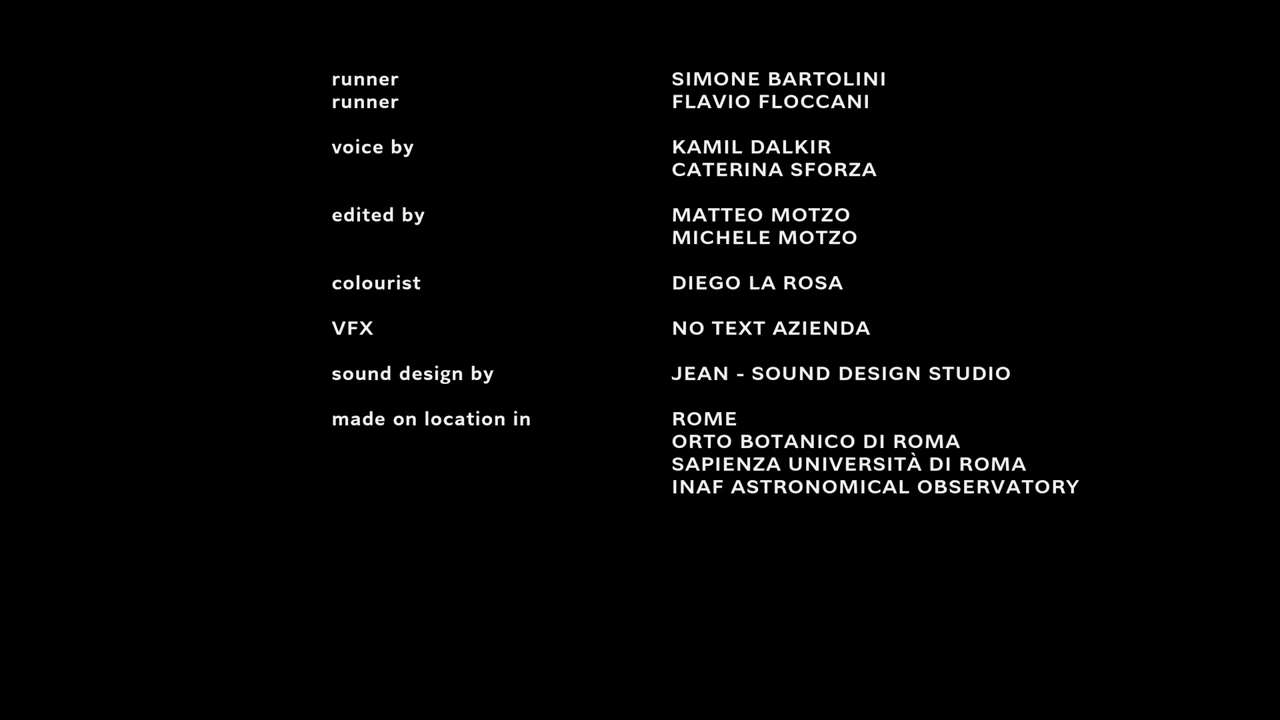 runner SIMONE BARTOLINI
runner FLAVIO FLOCCANI
voice by KAMIL DALKIR
CATERINA SFORZA
edited by MATTEO MOTZO
MICHELE MOTZO
colourist DIEGO LA ROSA
VFX NO TEXT AZIENDA
sound design by JEAN - SOUND DESIGN STUDIO
made on location in ROME
ORTO BOTANICO DI ROMA
SAPIENZA UNIVERSITÀ DI ROMA
INAF ASTRONOMICAL OBSERVATORY